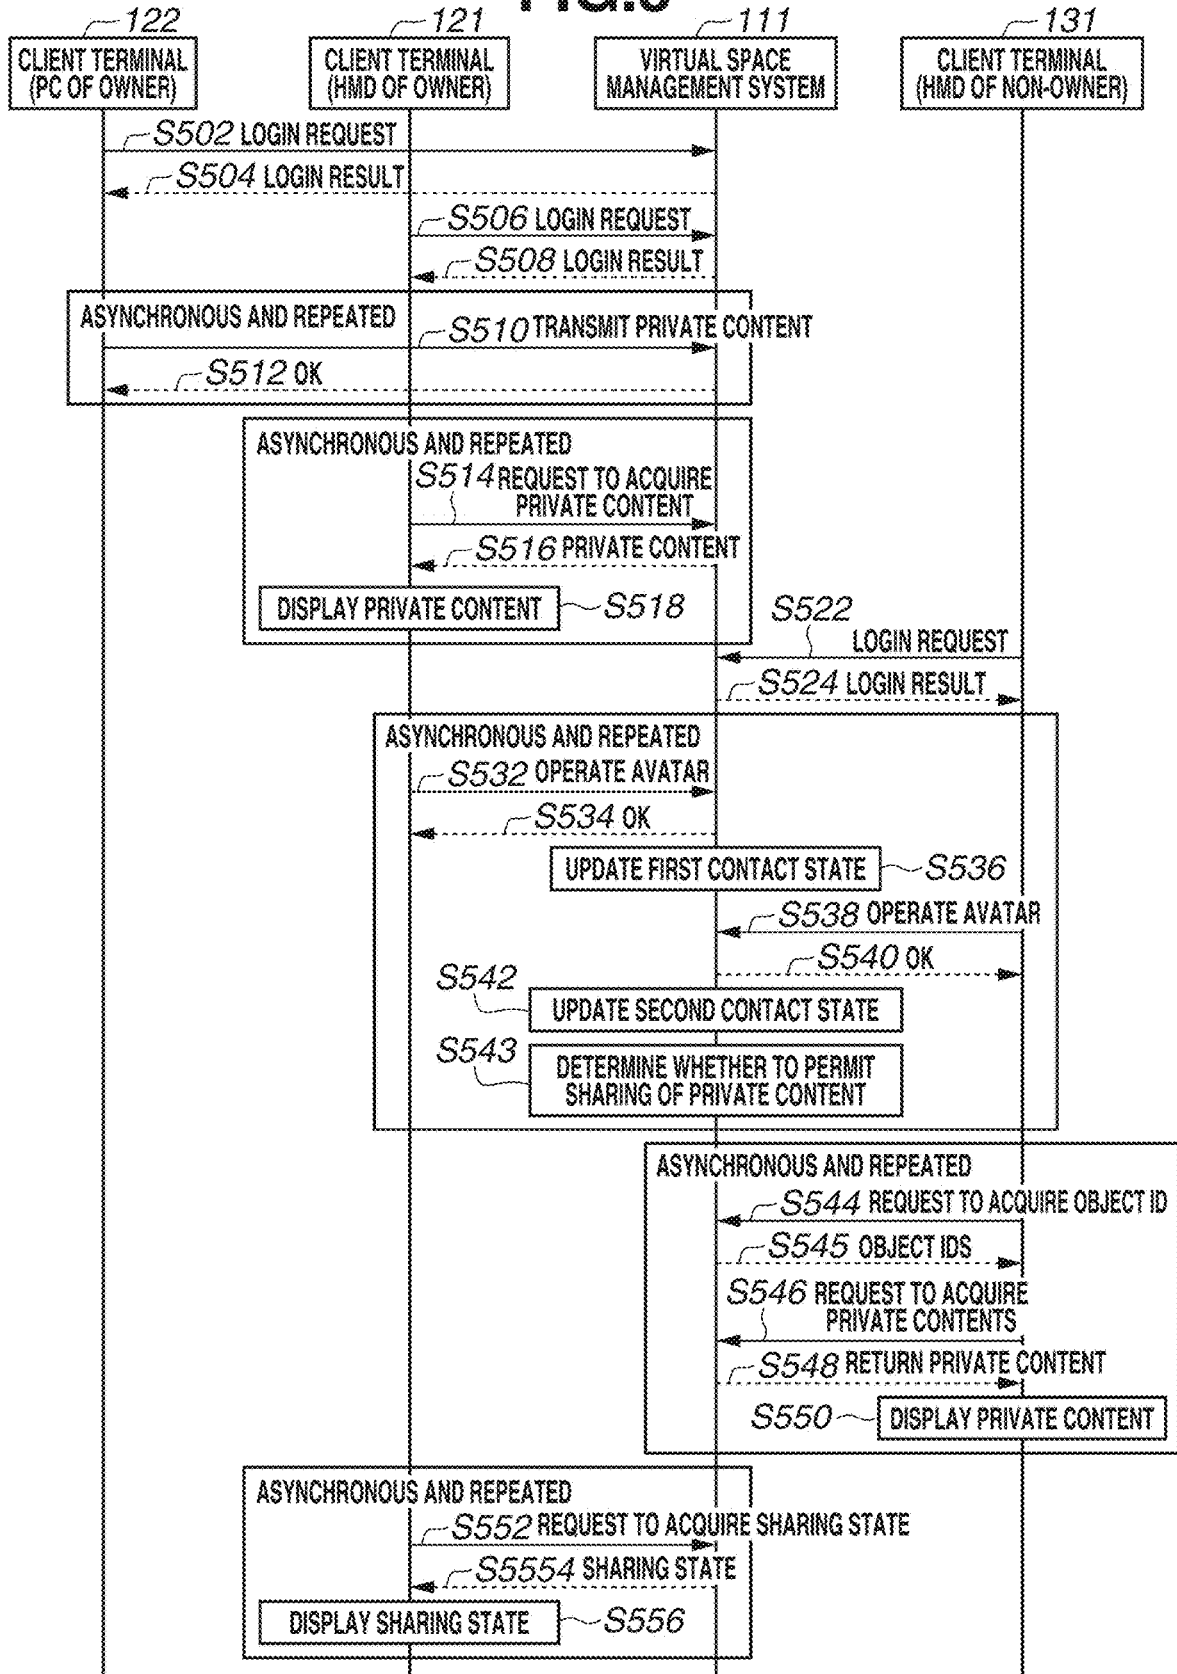 122
121
111
131
CLIENT TERMINAL
(PC OF OWNER)
CLIENT TERMINAL
(HMD OF OWNER)
VIRTUAL SPACE
MANAGEMENT SYSTEM
CLIENT TERMINAL
(HMD OF NON-OWNER)
S502 LOGIN REQUEST
S504 LOGIN RESULT
S506 LOGIN REQUEST
S508 LOGIN RESULT
ASYNCHRONOUS AND REPEATED
S510 TRANSMIT PRIVATE CONTENT
S512 OK
ASYNCHRONOUS AND REPEATED
S514 REQUEST TO ACQUIRE
PRIVATE CONTENT
S516 PRIVATE CONTENT
DISPLAY PRIVATE CONTENT
S518
S522
LOGIN REQUEST
S524 LOGIN RESULT
ASYNCHRONOUS AND REPEATED
S532 OPERATE AVATAR
S534 OK
UPDATE FIRST CONTACT STATE
S536
S538 OPERATE AVATAR
S540 OK
S542
UPDATE SECOND CONTACT STATE
S543
DETERMINE WHETHER TO PERMIT
SHARING OF PRIVATE CONTENT
ASYNCHRONOUS AND REPEATED
S544 REQUEST TO ACQUIRE OBJECT ID
S545 OBJECT IDS
S546 REQUEST TO ACQUIRE
PRIVATE CONTENTS
S548 RETURN PRIVATE CONTENT
S550
DISPLAY PRIVATE CONTENT
ASYNCHRONOUS AND REPEATED
S552 REQUEST TO ACQUIRE SHARING STATE
S5554 SHARING STATE
DISPLAY SHARING STATE
S556